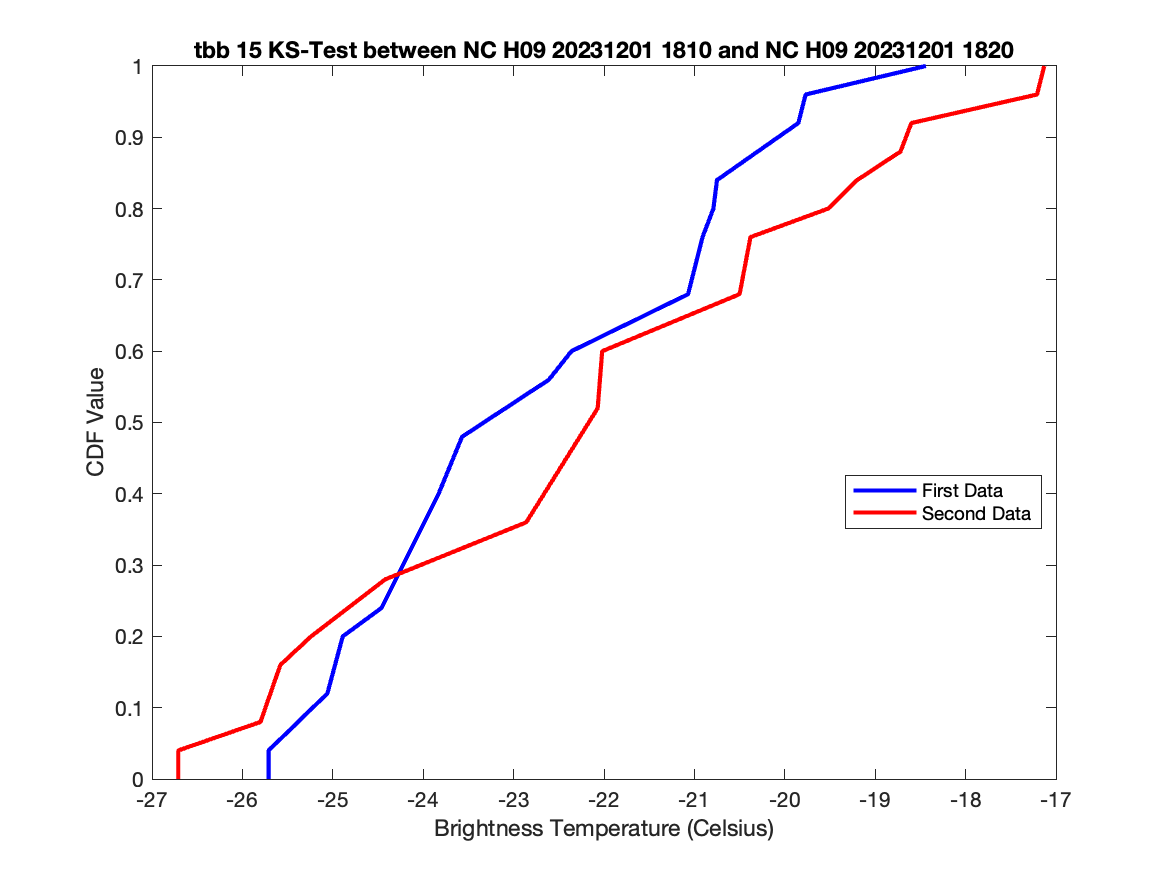 tbb 15 KS-Test between NC H09 20231201 1810 and NC H09 20231201 1820
1
0.9
0.8
0.7
0.6
0.5
0.4
0.3
0.2
0.1
0
CDF Value
First Data
Second Data
-27 -26 -25 -24 -23 -22 -21 -20 -19 -18 -17
Brightness Temperature (Celsius)